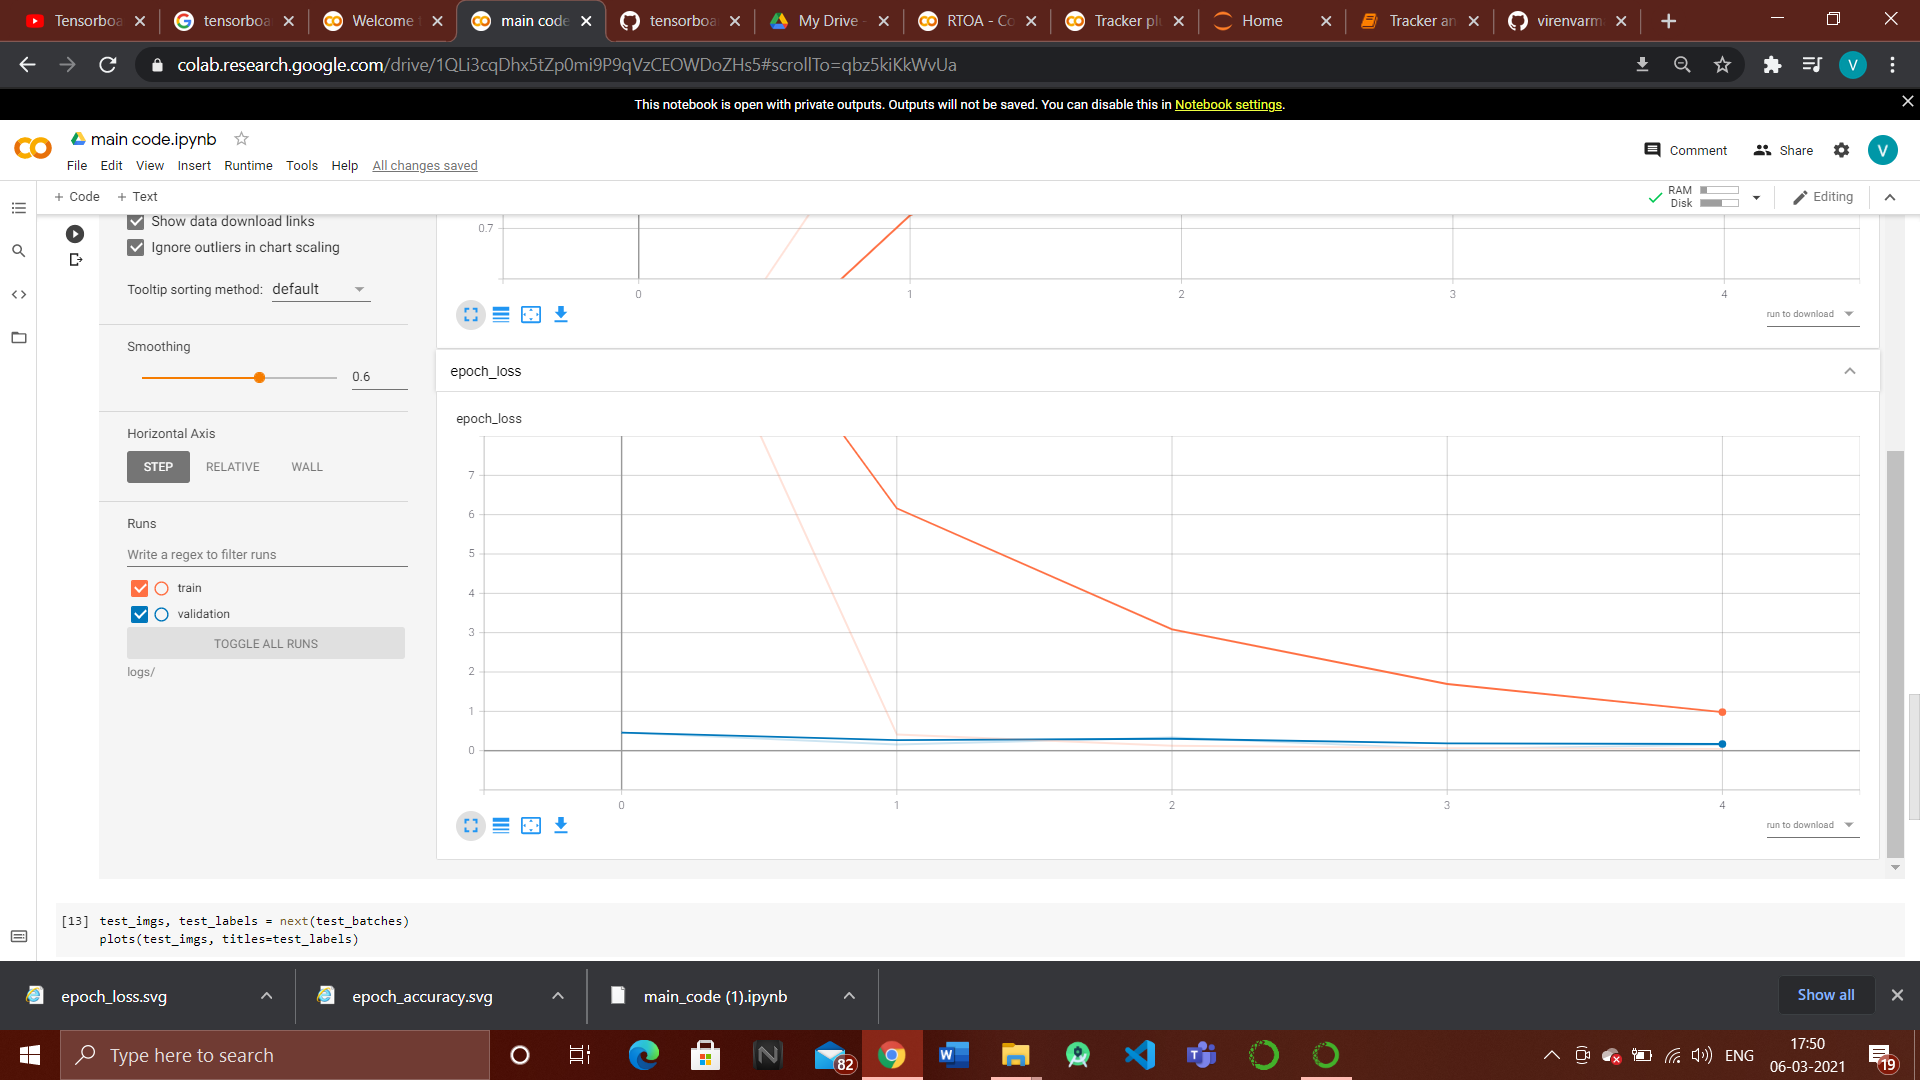 Tensorboa
tensorboa
Welcome t
main code
tensorboa
My Drive -
RTOA - Co
Tracker plu
Home
Tracker an
virenvarm
colab.research.google.com/drive/1QLi3cqDhx5tZp0mi9P9qVzCEOWDoZHs5#scrollTo=qbz5kiKkWvUa
V
This notebook is open with private outputs. Outputs will not be saved. You can disable this in Notebook settings.
main code.ipynb
File Edit View Insert Runtime Tools Help All changes saved
Comment Share V
+ Code + Text
RAM
Disk
Editing
Show data download links
Ignore outliers in chart scaling
Tooltip sorting method: default
Smoothing
0.6
Horizontal Axis
STEP RELATIVE WALL
Runs
Write a regex to filter runs
train
validation
TOGGLE ALL RUNS
logs/
0.7
0 1 2 3 4
run to download
epoch_loss
epoch_loss
7
6
5
4
3
2
1
0
0 1 2 3 4
run to download
[13] test_imgs, test_labels = next(test_batches)
plots(test_imgs, titles=test_labels)
epoch_loss.svg
epoch_accuracy.svg
main_code (1).ipynb
Show all
Type here to search
82
ENG
17:50
06-03-2021
19